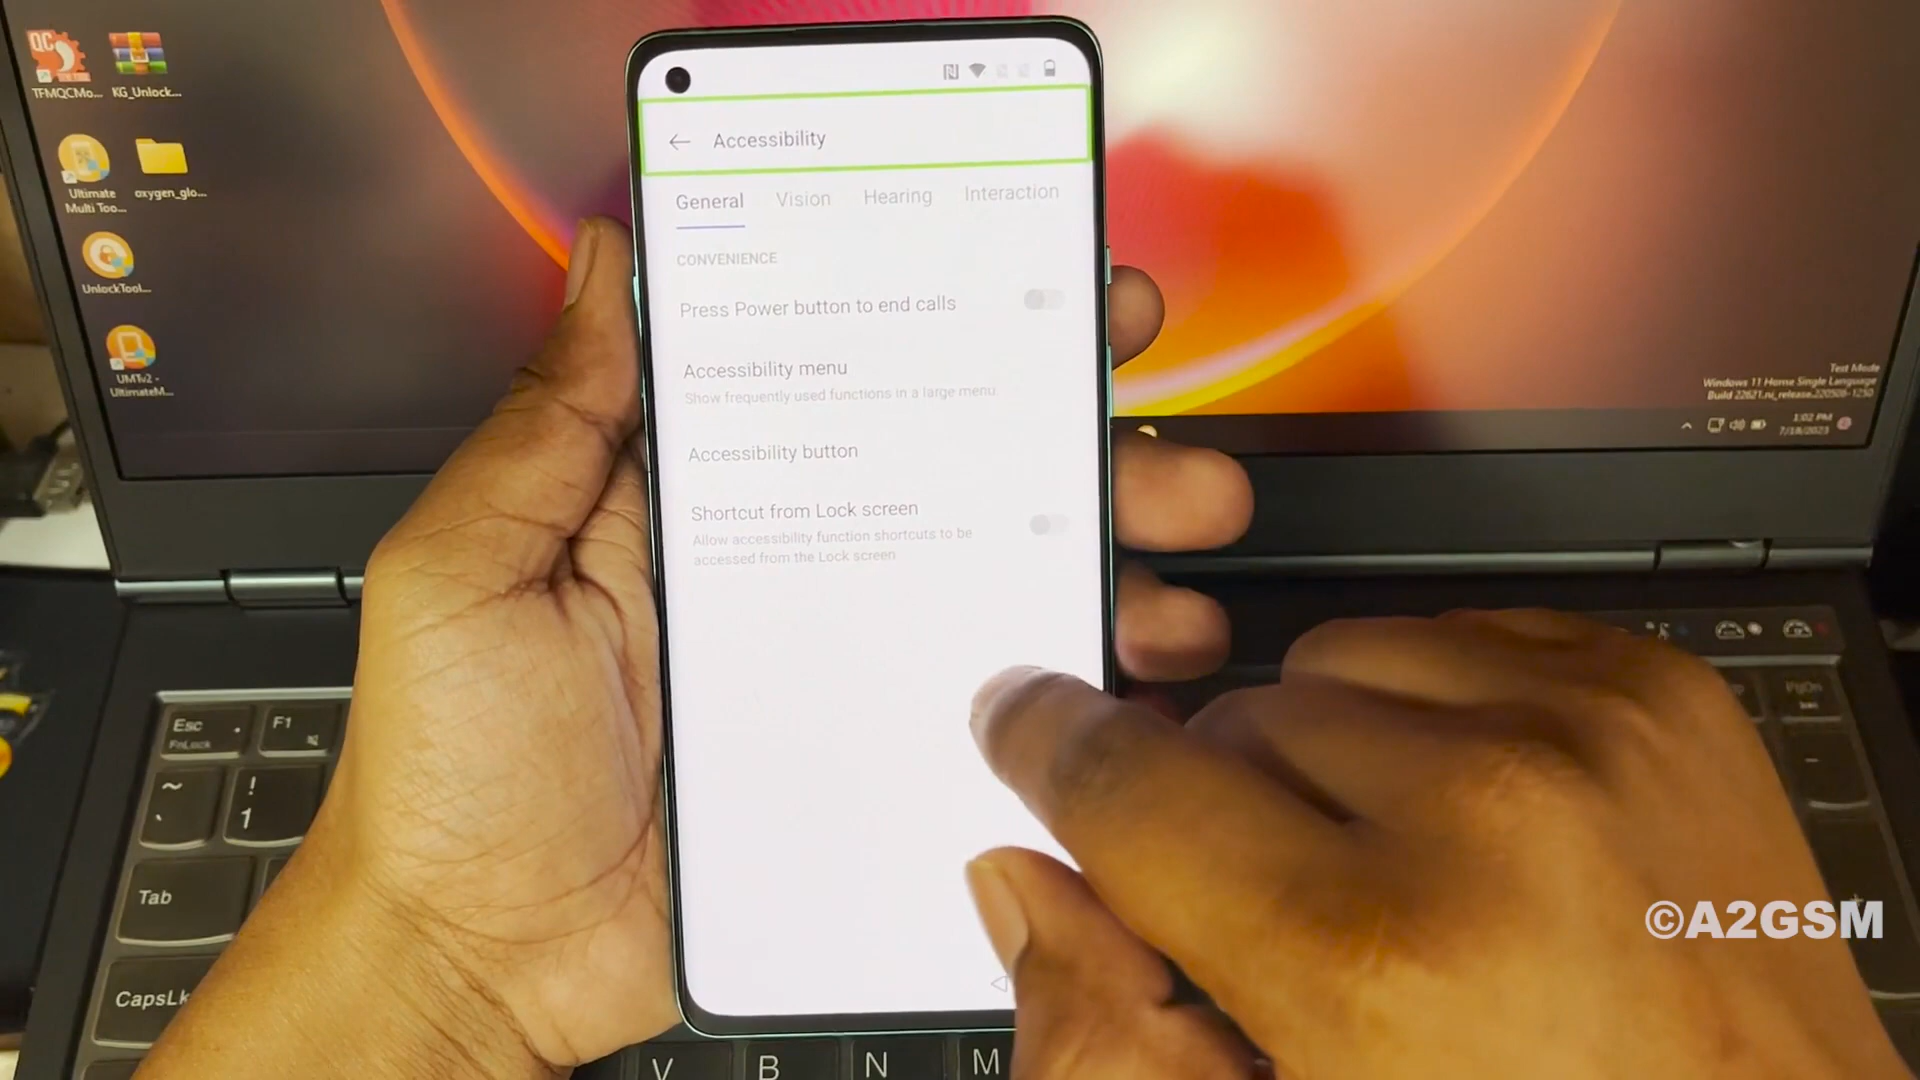 QC
TFMQCMo...
KG_Unlock...
Ultimate
Multi Too...
oxygen_glo...
UnlockTool...
UMTv2 -
UltimateM...
Accessibility
General
Vision
Hearing
Interaction
CONVENIENCE
Press Power button to end calls
Accessibility menu
Show frequently used functions in a large menu
Accessibility button
Shortcut from Lock screen
Allow accessibility function shortcuts to be
accessed from the Lock screen
Test Mode
Windows 11 Home Single Language
Build 22621.ni_release.220506-1250
1:02 PM
7/18/2023
Esc
FnLock
F1
~
!
1
Tab
CapsLk
V
B
N
M
©A2GSM